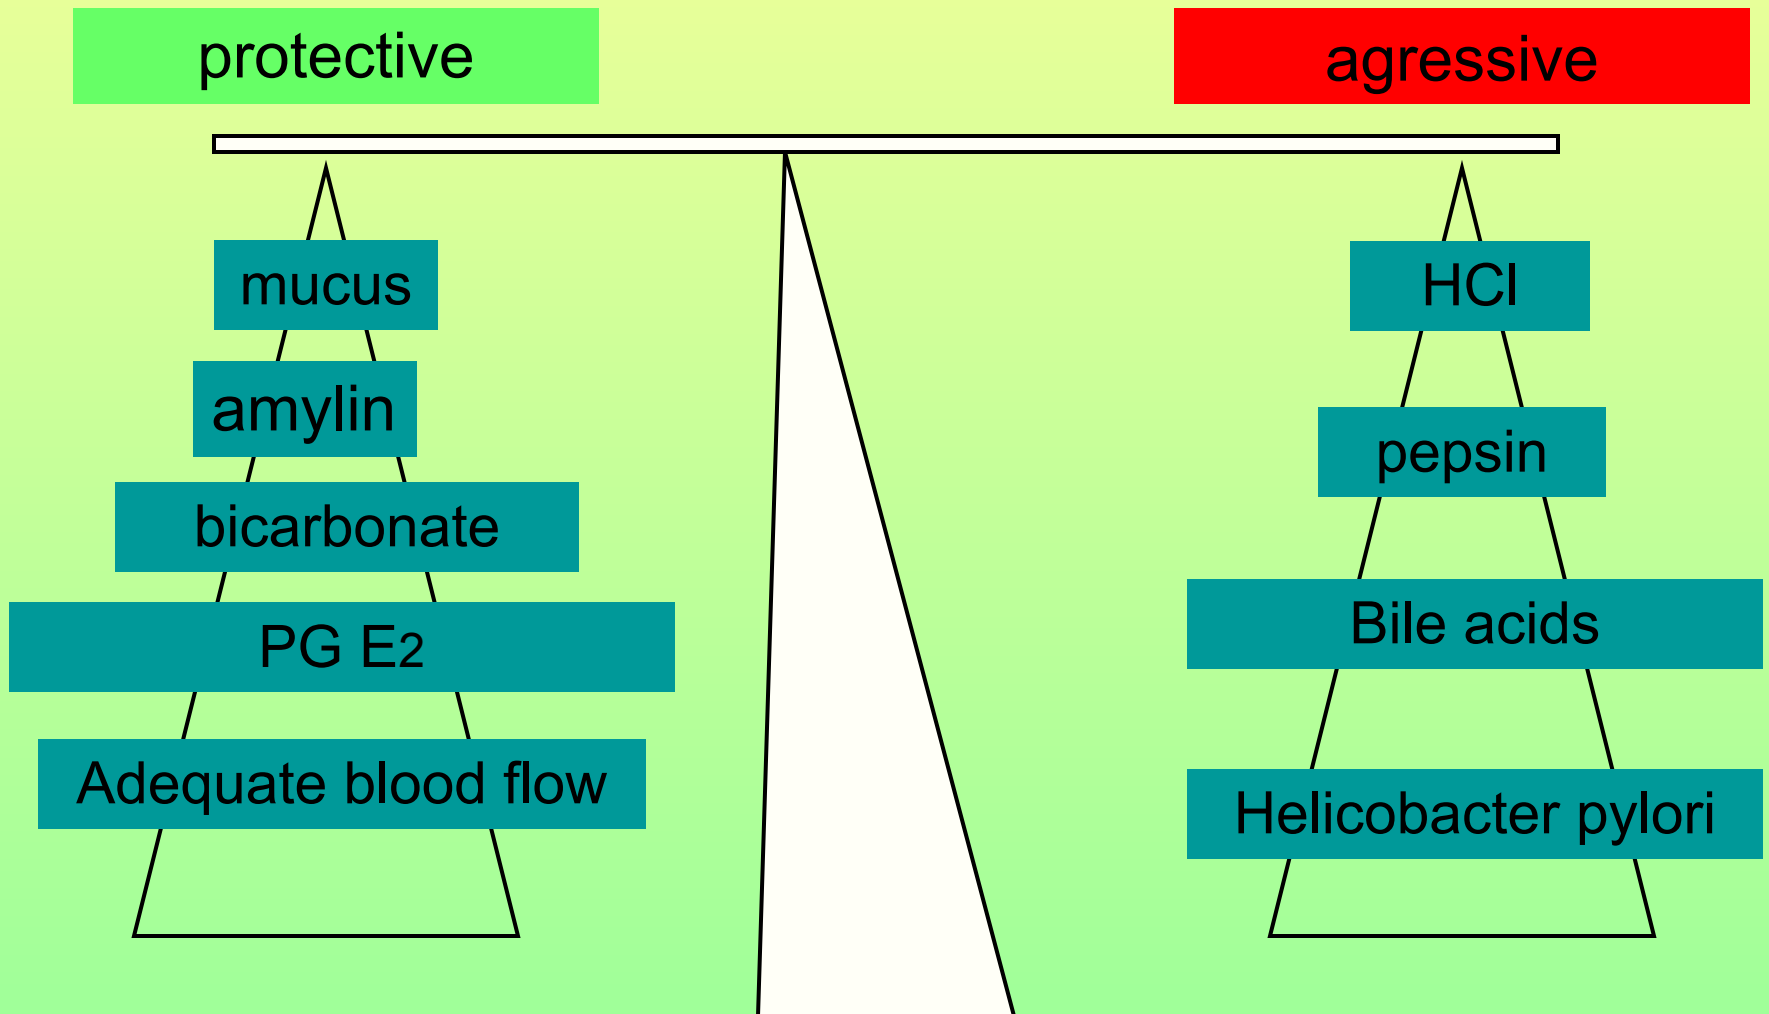 protective
agressive
mucus
amylin
bicarbonate
PG E2
Adequate blood flow
HCl
pepsin
Bile acids
Helicobacter pylori